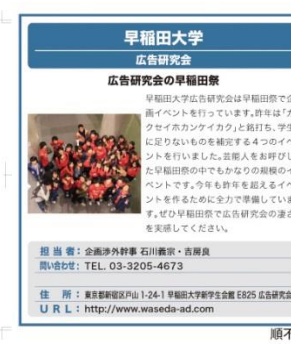 早稲田大学
広告研究会
広告研究会の早稲田祭
早稲田大学広告研究会は早稲田祭で企
画イベントを行っています。昨年は「ガ
クセイホカンケイカク」と銘打ち、学生
に足りないものを補完する4つのイベ
ントを行いました。芸能人をお呼びし
た早稲田祭の中でもかなりの規模のイ
ベントです。今年も昨年を超えるイベ
ントを作るために全力で準備していま
す。ぜひ早稲田祭で広告研究会の凄さ
を実感してください。
担 当 者：企画渉外幹事 石川義宗・吉房良
問い合わせ：TEL. 03-3205-4673
住 所：東京都新宿区戸山 1-24-1 早稲田大学新学生会館 E825 広告研究会
U R L：http://www.waseda-ad.com
順不